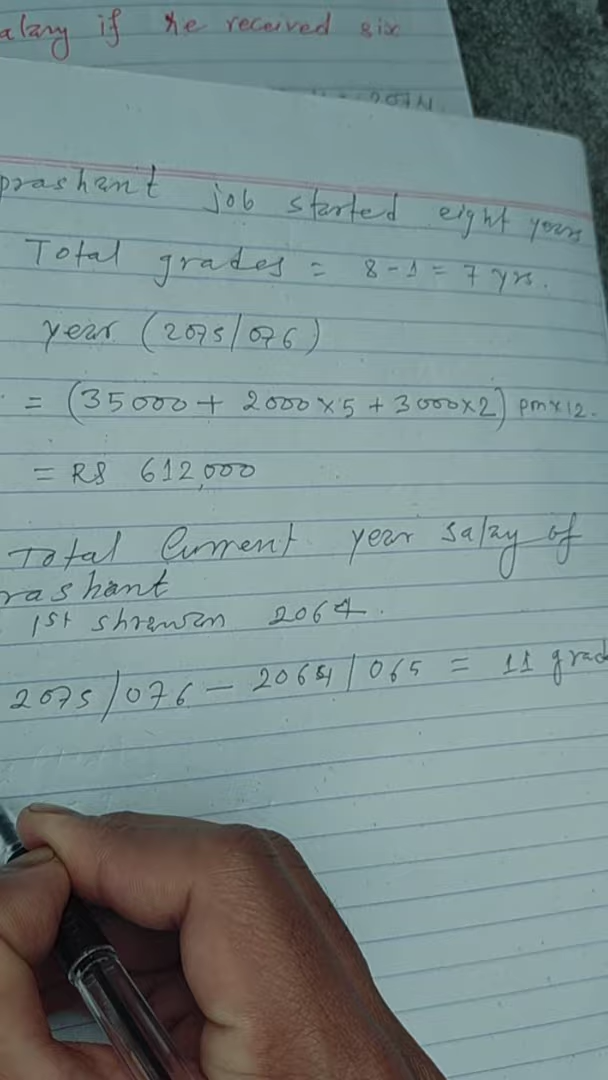 alary if he received six
2074
prashant job started eight years
Total grades = 8-1 = 7 yrs.
year (2075/076)
= (35000 + 2000×5 + 3000×2) pm×12.
= RS 612,000
Total Current year salay of
rashant
1st shrawan 2064.
2075/076 - 2064/065 = 11 grad